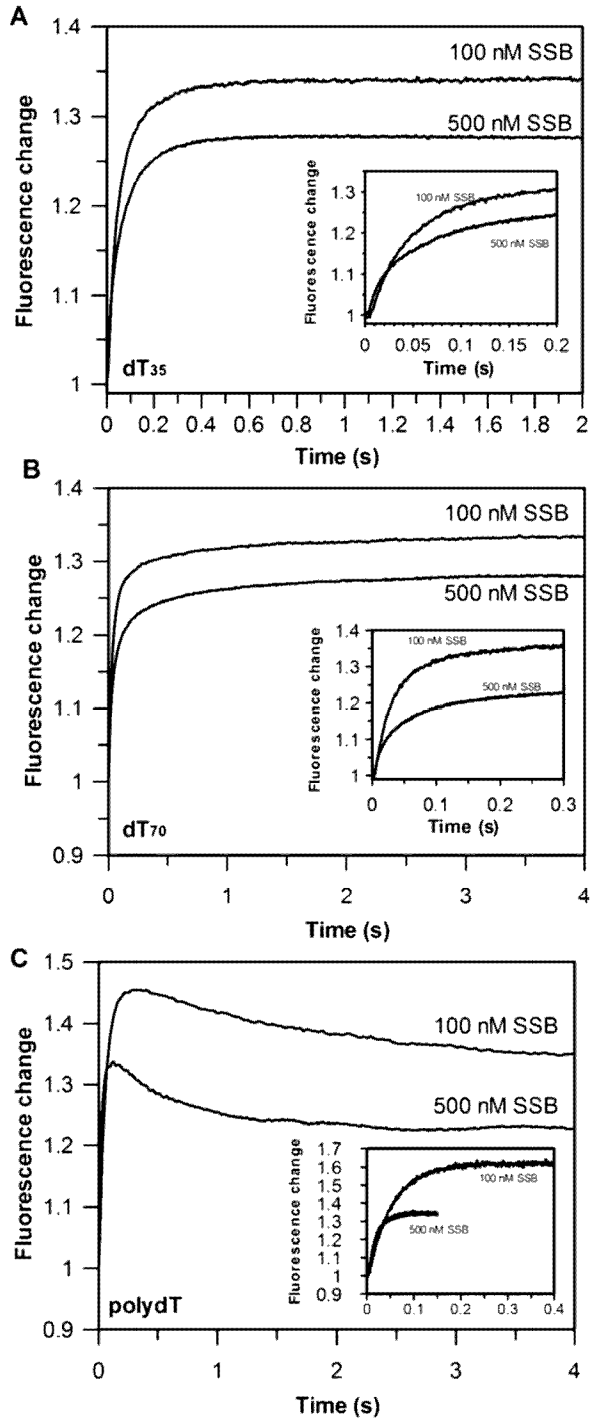 A
Fluorescence change
1.4
1.3
1.2
1.1
1
100 nM SSB
500 nM SSB
dT35
0.2 0.4 0.6 0.8 1 1.2 1.4 1.6 1.8 2
Time (s)
Fluorescence change
1.3
1.2
1.1
1
100 nM SSB
500 nM SSB
0 0.05 0.1 0.15 0.2
Time (s)
B
Fluorescence change
1.4
1.3
1.2
1.1
1
0.9
100 nM SSB
500 nM SSB
dT70
0 1 2 3 4
Time (s)
Fluorescence change
1.4
1.3
1.2
1.1
1
100 nM SSB
500 nM SSB
0 0.1 0.2 0.3
Time (s)
C
Fluorescence change
1.5
1.4
1.3
1.2
1.1
1
0.9
100 nM SSB
500 nM SSB
polydT
0 1 2 3 4
Time (s)
Fluorescence change
1.7
1.6
1.5
1.4
1.3
1.2
1.1
1
0.9
100 nM SSB
500 nM SSB
0 0.1 0.2 0.3 0.4